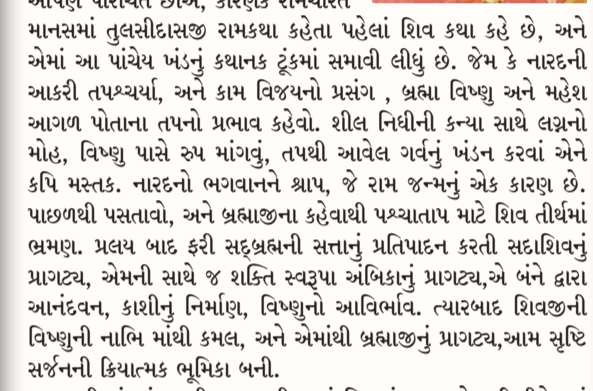 આપણે પરિચિત છીએ, કારણકે રામચરિત
માનસમાં તુલસીદાસજી રામકથા કહેતા પહેલાં શિવ કથા કહે છે, અને
એમાં આ પાંચેય ખંડનું કથાનક ટૂંકમાં સમાવી લીધું છે. જેમ કે નારદની
આકરી તપશ્ચર્યા, અને કામ વિજયનો પ્રસંગ , બ્રહ્મા વિષ્ણુ અને મહેશ
આગળ પોતાના તપનો પ્રભાવ કહેવો. શીલ નિધીની કન્યા સાથે લગ્નનો
મોહ, વિષ્ણુ પાસે રુપ માંગવું, તપથી આવેલ ગર્વનું ખંડન કરવાં એને
કપિ મસ્તક. નારદનો ભગવાનને શ્રાપ, જે રામ જન્મનું એક કારણ છે.
પાછળથી પસતાવો, અને બ્રહ્માજીના કહેવાથી પશ્ચાતાપ માટે શિવ તીર્થમાં
ભ્રમણ. પ્રલય બાદ ફરી સદ્બ્રહ્મની સત્તાનું પ્રતિપાદન કરતી સદાશિવનું
પ્રાગટ્ય, એમની સાથે જ શક્તિ સ્વરૂપા અંબિકાનું પ્રાગટ્ય,એ બંને દ્વારા
આનંદવન, કાશીનું નિર્માણ, વિષ્ણુનો આવિર્ભાવ. ત્યારબાદ શિવજીની
વિષ્ણુની નાભિ માંથી કમલ, અને એમાંથી બ્રહ્માજીનું પ્રાગટ્ય,આમ સૃષ્ટિ
સર્જનની ક્રિયાત્મક ભૂમિકા બની.